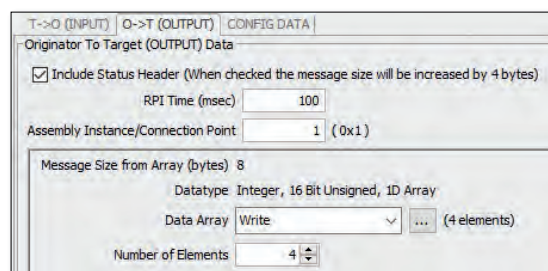 T->O (INPUT) O->T (OUTPUT) CONFIG DATA
Originator To Target (OUTPUT) Data
Include Status Header (When checked the message size will be increased by 4 bytes)
RPI Time (msec) 100
Assembly Instance/Connection Point 1 ( 0x1 )
Message Size from Array (bytes) 8
Datatype Integer, 16 Bit Unsigned, 1D Array
Data Array Write ... (4 elements)
Number of Elements 4